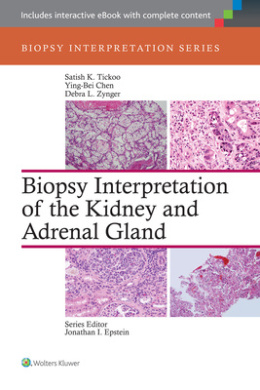 Includes interactive eBook with complete content
BIOPSY INTERPRETATION SERIES
Satish K. Tickoo
Ying-Bei Chen
Debra L. Zynger
Biopsy Interpretation
of the Kidney and
Adrenal Gland
Series Editor
Jonathan I. Epstein
Wolters Kluwer